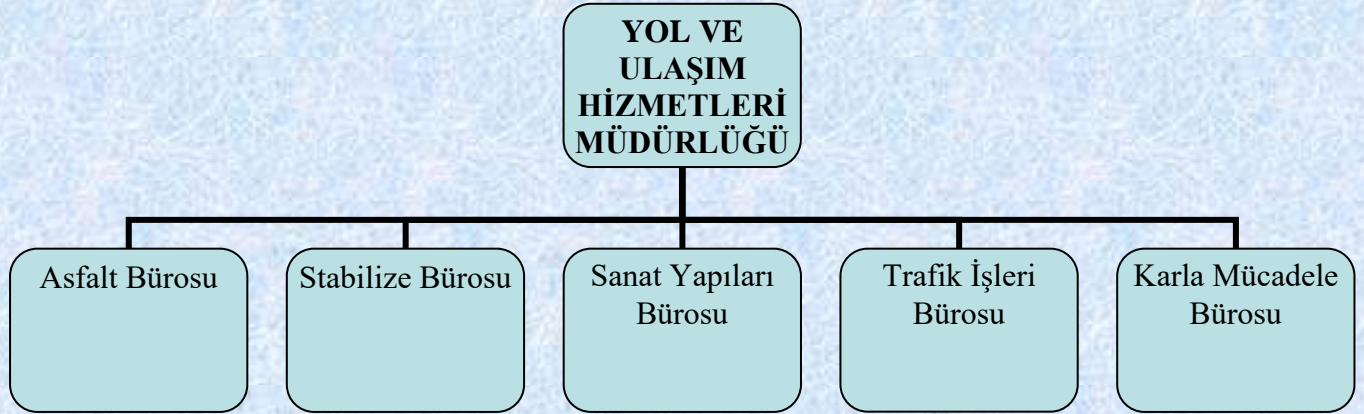 YOL VE
ULAŞIM
HİZMETLERİ
MÜDÜRLÜĞÜ
Asfalt Bürosu
Stabilize Bürosu
Sanat Yapıları
Bürosu
Trafik İşleri
Bürosu
Karla Mücadele
Bürosu